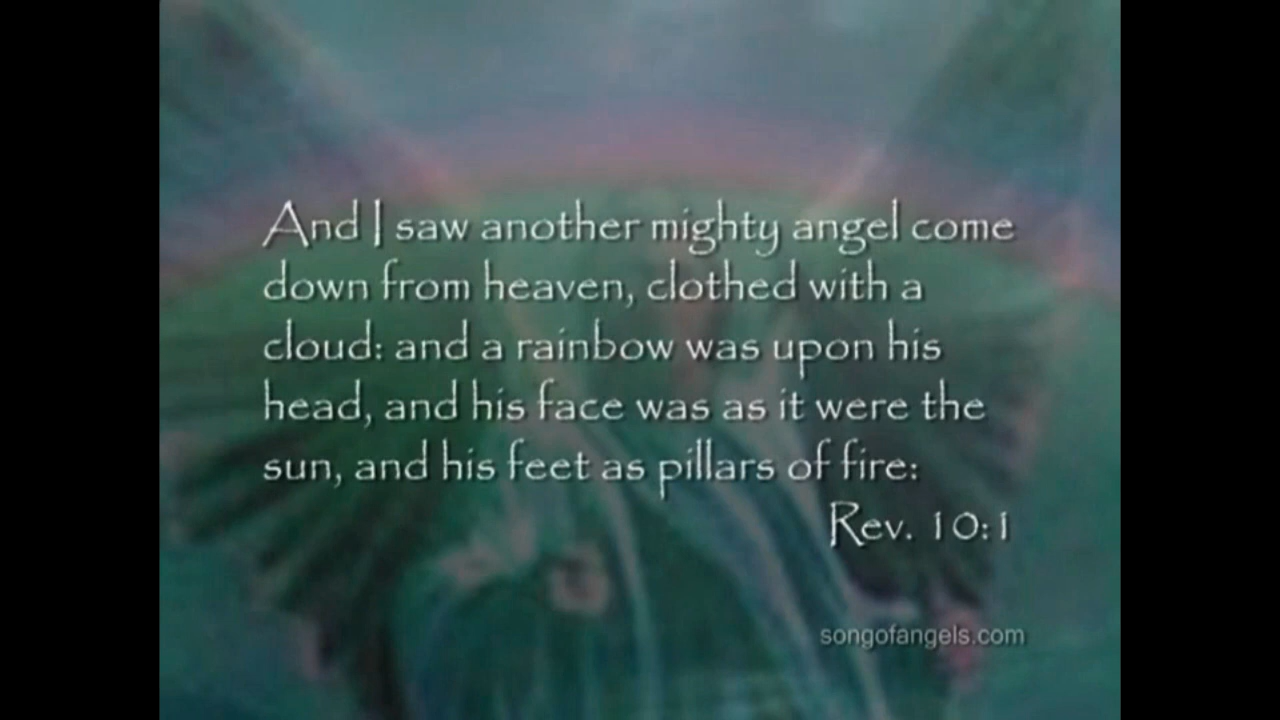 And I saw another mighty angel come
down from heaven, clothed with a
cloud: and a rainbow was upon his
head, and his face was as it were the
sun, and his feet as pillars of fire:
Rev. 10:1
songofangels.com